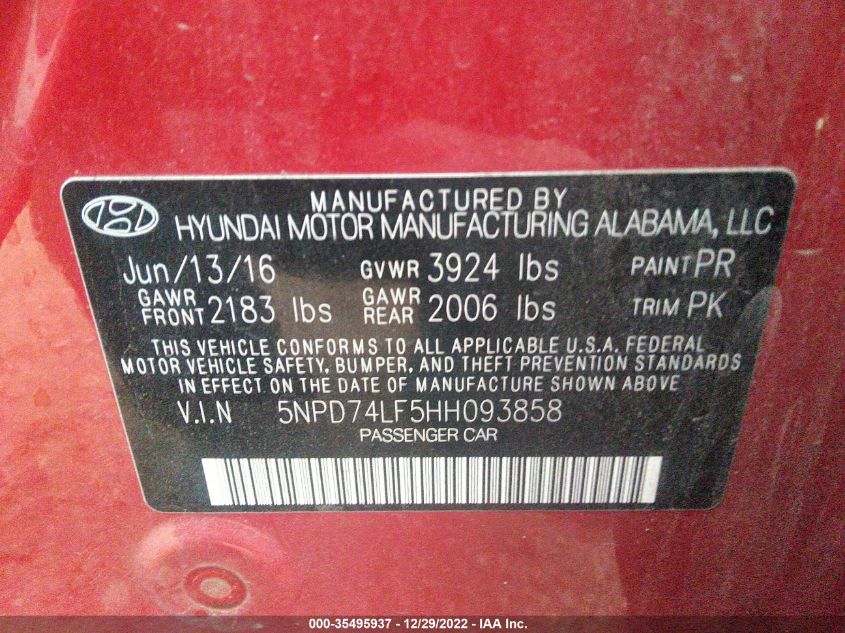 MANUFACTURED BY
HYUNDAI MOTOR MANUFACTURING ALABAMA, LLC
Jun/13/16 GVWR 3924 lbs PAINT PR
GAWR FRONT 2183 lbs GAWR REAR 2006 lbs TRIM PK
THIS VEHICLE CONFORMS TO ALL APPLICABLE U.S.A. FEDERAL
MOTOR VEHICLE SAFETY, BUMPER, AND THEFT PREVENTION STANDARDS
IN EFFECT ON THE DATE OF MANUFACTURE SHOWN ABOVE
V.I.N 5NPD74LF5HH093858
PASSENGER CAR
000-35495937 - 12/29/2022 - IAA Inc.